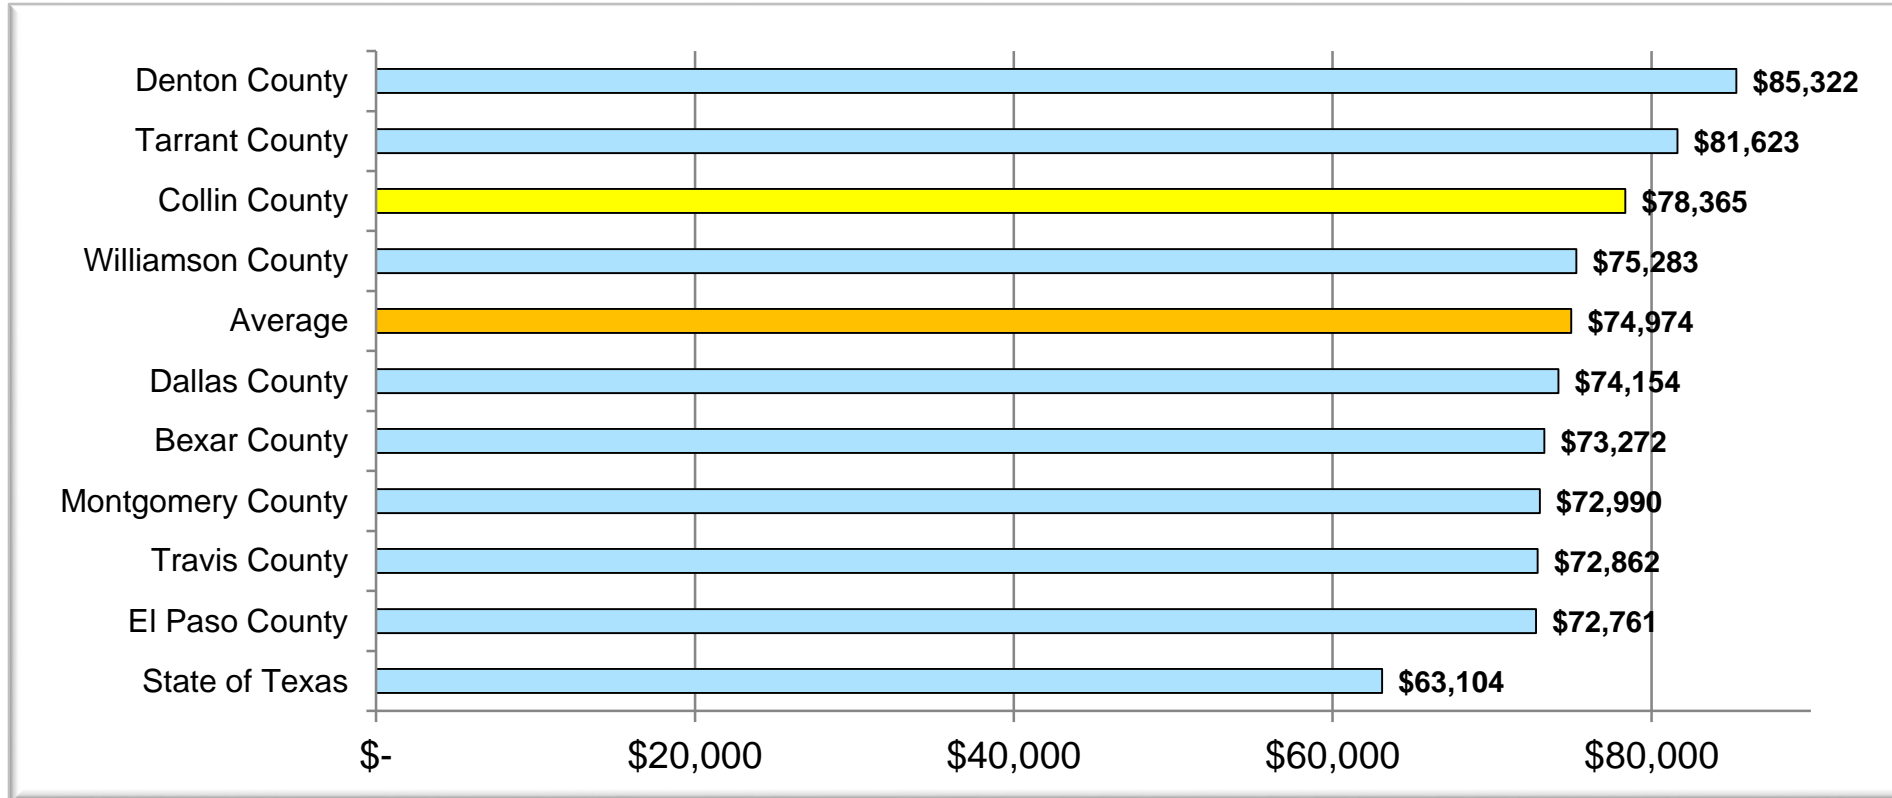 Denton County $85,322
Tarrant County $81,623
Collin County $78,365
Williamson County $75,283
Average $74,974
Dallas County $74,154
Bexar County $73,272
Montgomery County $72,990
Travis County $72,862
El Paso County $72,761
State of Texas $63,104
$- $20,000 $40,000 $60,000 $80,000